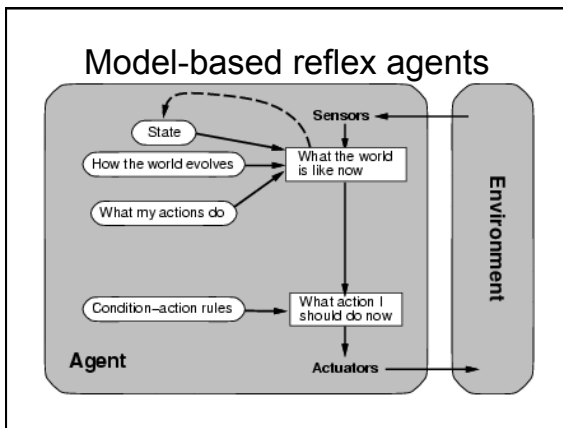 Model-based reflex agents
Sensors
State
How the world evolves
What the world
is like now
What my actions do
Environment
Condition−action rules
What action I
should do now
Agent
Actuators